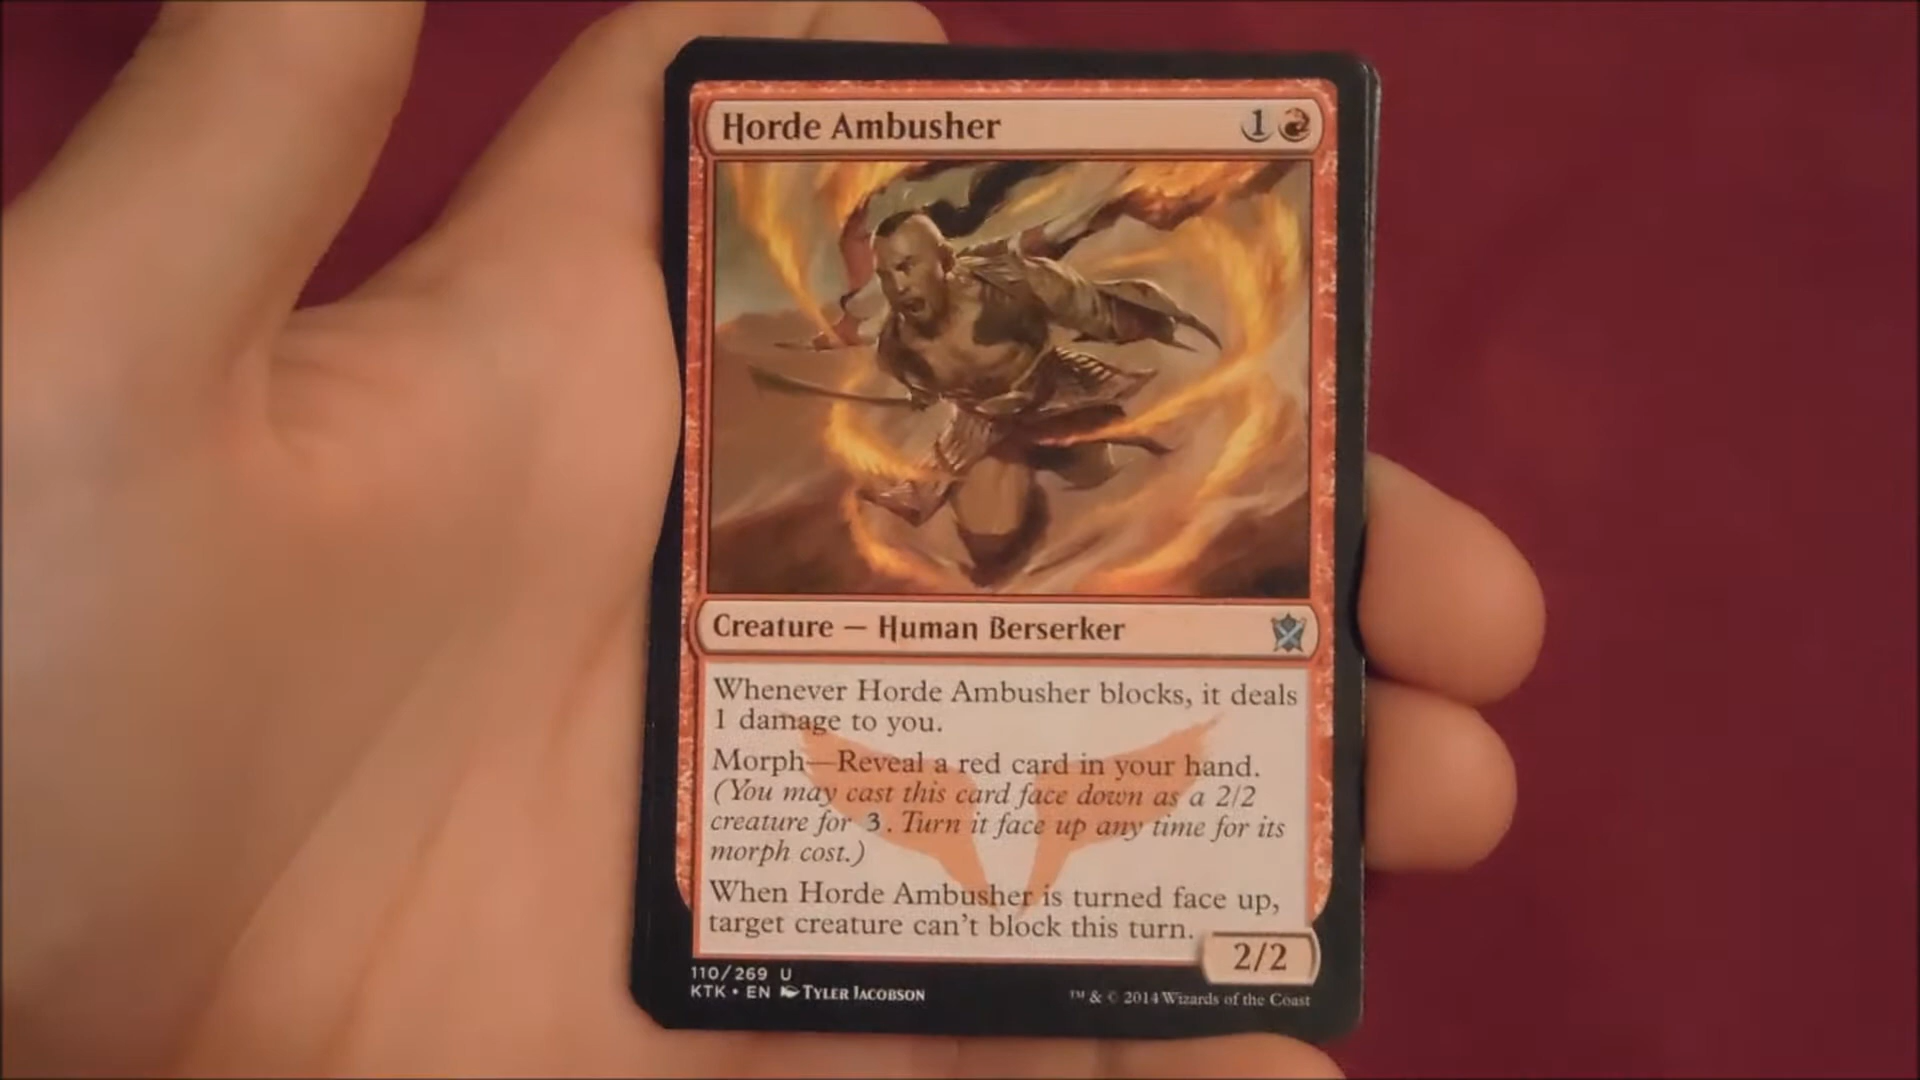 Horde Ambusher 1
Creature — Human Berserker
Whenever Horde Ambusher blocks, it deals
1 damage to you.
Morph—Reveal a red card in your hand.
(You may cast this card face down as a 2/2
creature for 3. Turn it face up any time for its
morph cost.)
When Horde Ambusher is turned face up,
target creature can't block this turn.
2/2
110/269 U
KTK • EN TYLER JACOBSON
™ & © 2014 Wizards of the Coast